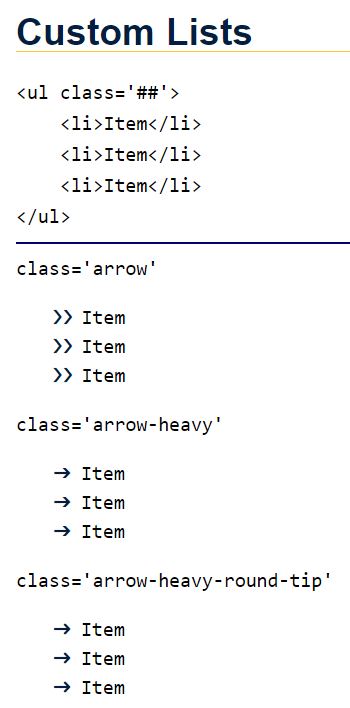 Custom Lists
<ul class='##'>
<li>Item</li>
<li>Item</li>
<li>Item</li>
</ul>
class='arrow'
❯❯ Item
❯❯ Item
❯❯ Item
class='arrow-heavy'
➔ Item
➔ Item
➔ Item
class='arrow-heavy-round-tip'
➔ Item
➔ Item
➔ Item